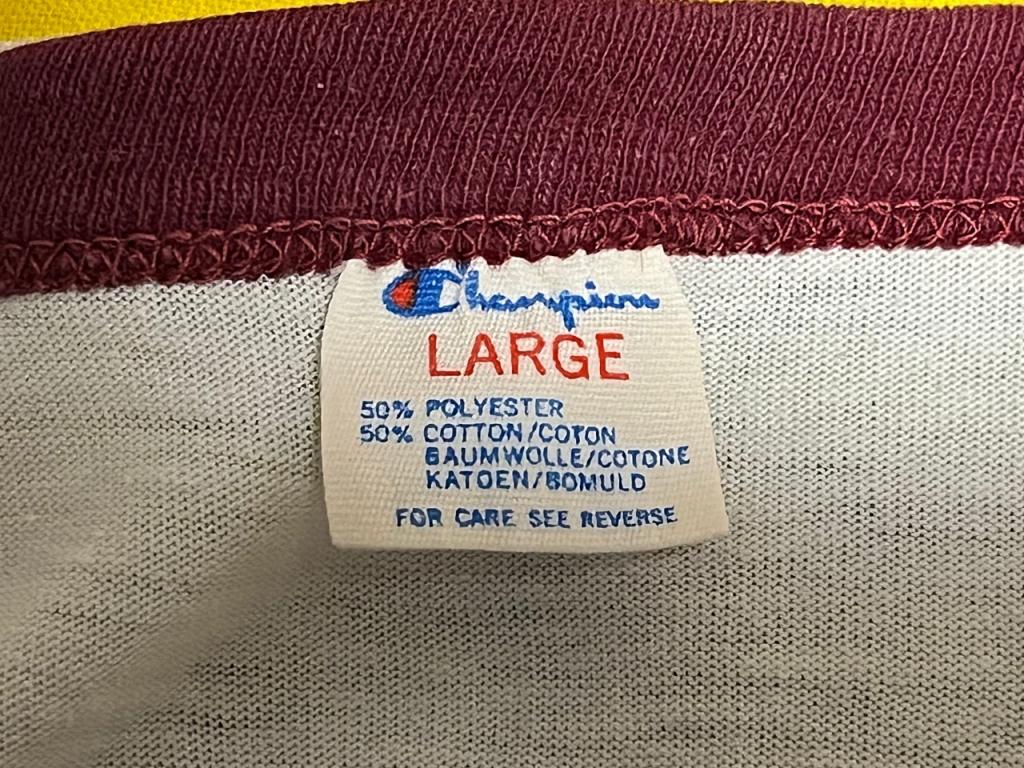 Champion
LARGE
50% POLYESTER
50% COTTON/COTON
BAUMWOLLE/COTONE
KATOEN/BOMULD
FOR CARE SEE REVERSE